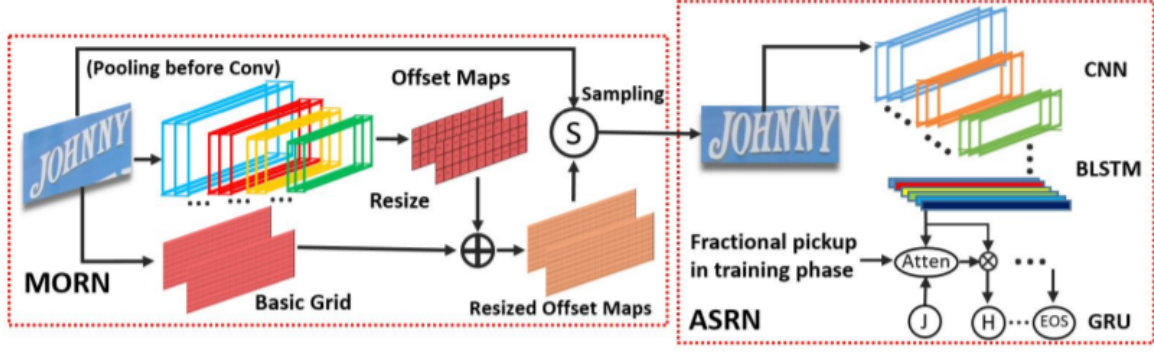 (Pooling before Conv)
Offset Maps
Sampling
JOHNNY
S
Resize
MORN
Basic Grid
Resized Offset Maps
JOHNNY
CNN
BLSTM
Fractional pickup
in training phase
Atten
J
H
EOS
GRU
ASRN